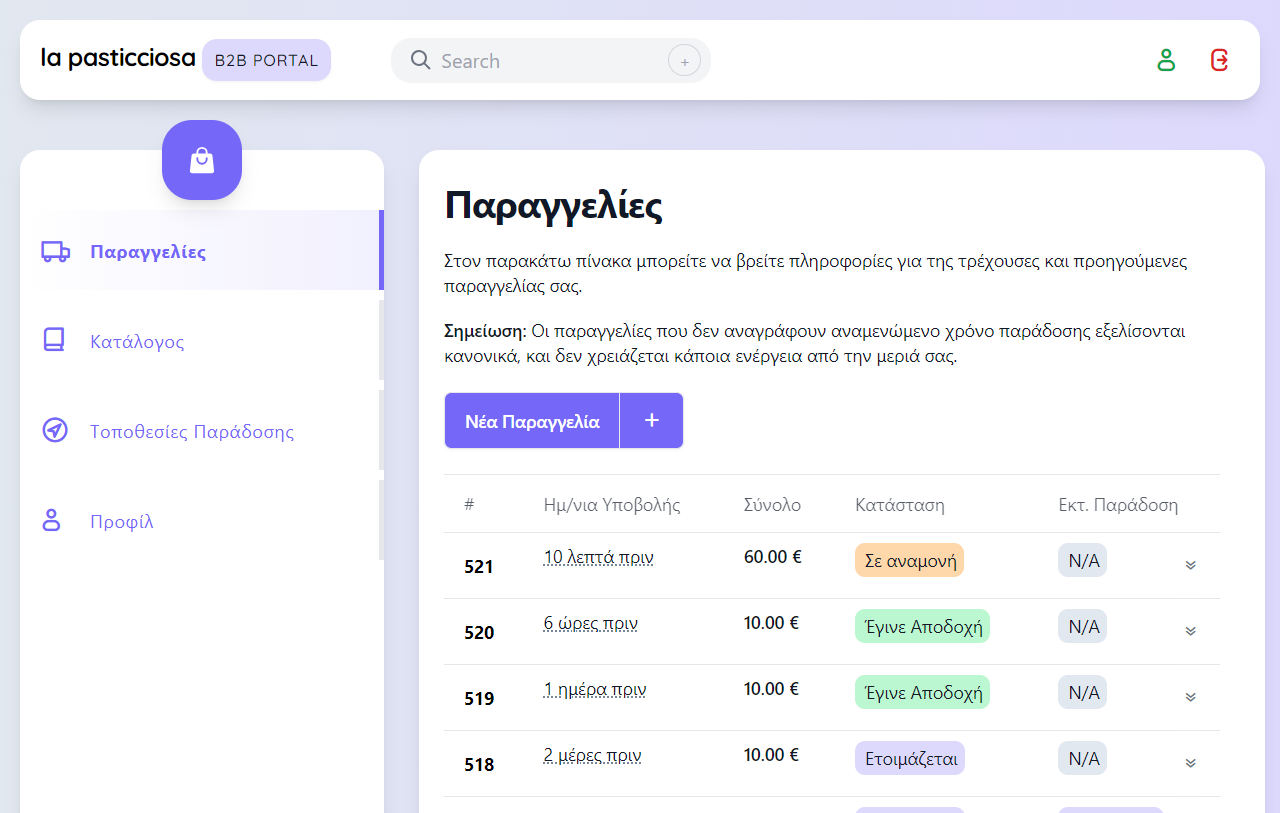 la pasticciosa B2B PORTAL Search +
Παραγγελίες
Κατάλογος
Τοποθεσίες Παράδοσης
Προφίλ
Παραγγελίες
Στον παρακάτω πίνακα μπορείτε να βρείτε πληροφορίες για της τρέχουσες και προηγούμενες
παραγγελίας σας.
Σημείωση: Οι παραγγελίες που δεν αναγράφουν αναμενώμενο χρόνο παράδοσης εξελίσονται
κανονικά, και δεν χρειάζεται κάποια ενέργεια από την μεριά σας.
Νέα Παραγγελία +
# Ημ/νια Υποβολής Σύνολο Κατάσταση Εκτ. Παράδοση
521 10 λεπτά πριν 60.00 € Σε αναμονή N/A
520 6 ώρες πριν 10.00 € Έγινε Αποδοχή N/A
519 1 ημέρα πριν 10.00 € Έγινε Αποδοχή N/A
518 2 μέρες πριν 10.00 € Ετοιμάζεται N/A